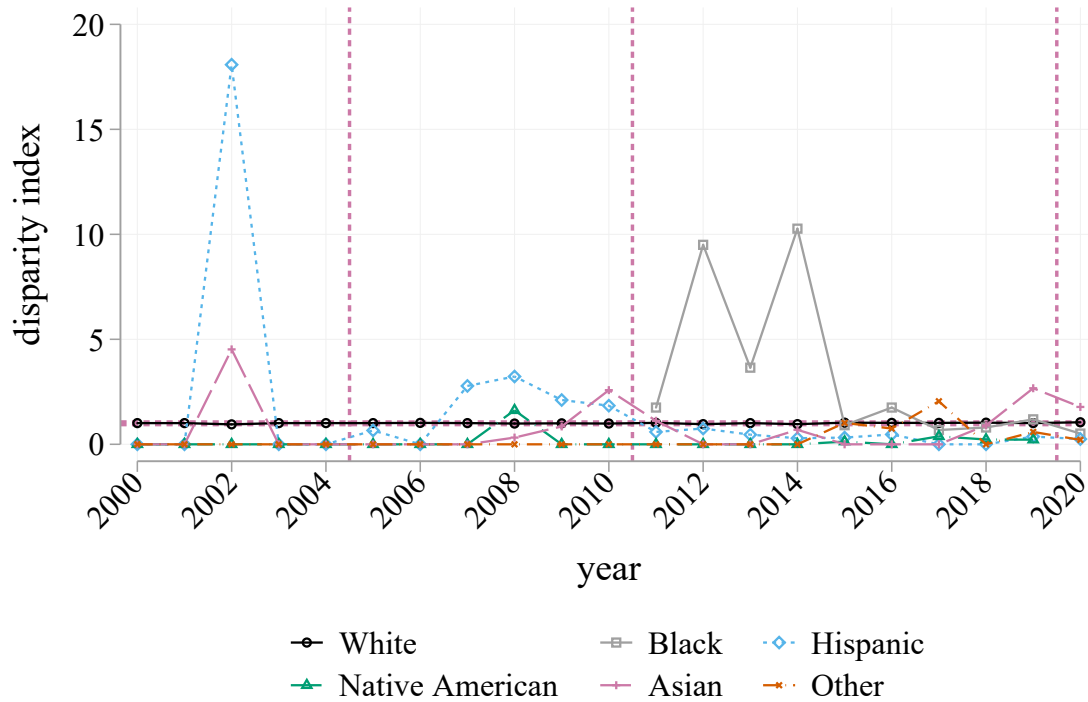 20
15
10
5
0
disparity index
2000 2002 2004 2006 2008 2010 2012 2014 2016 2018 2020
year
White Black Hispanic
Native American Asian Other